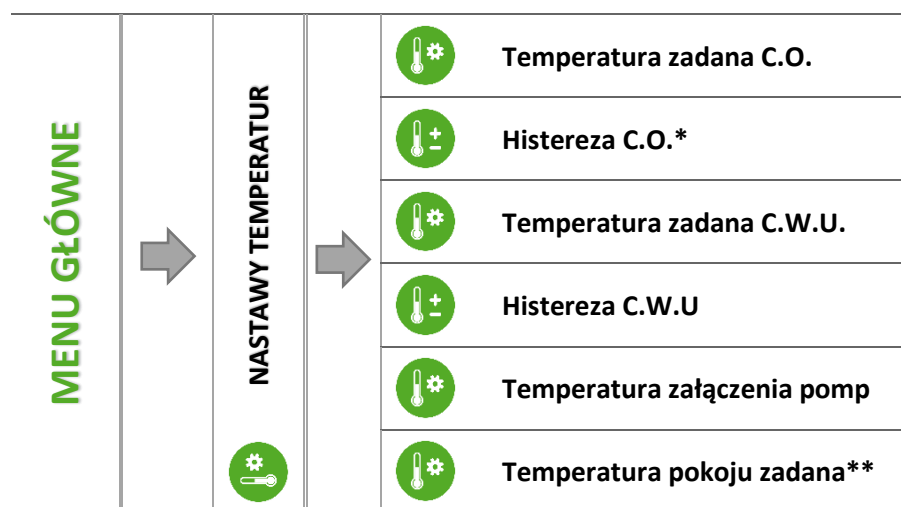 MENU GŁÓWNE
NASTAWY TEMPERATUR
Temperatura zadana C.O.
Histereza C.O.*
Temperatura zadana C.W.U.
Histereza C.W.U
Temperatura załączenia pomp
Temperatura pokoju zadana**